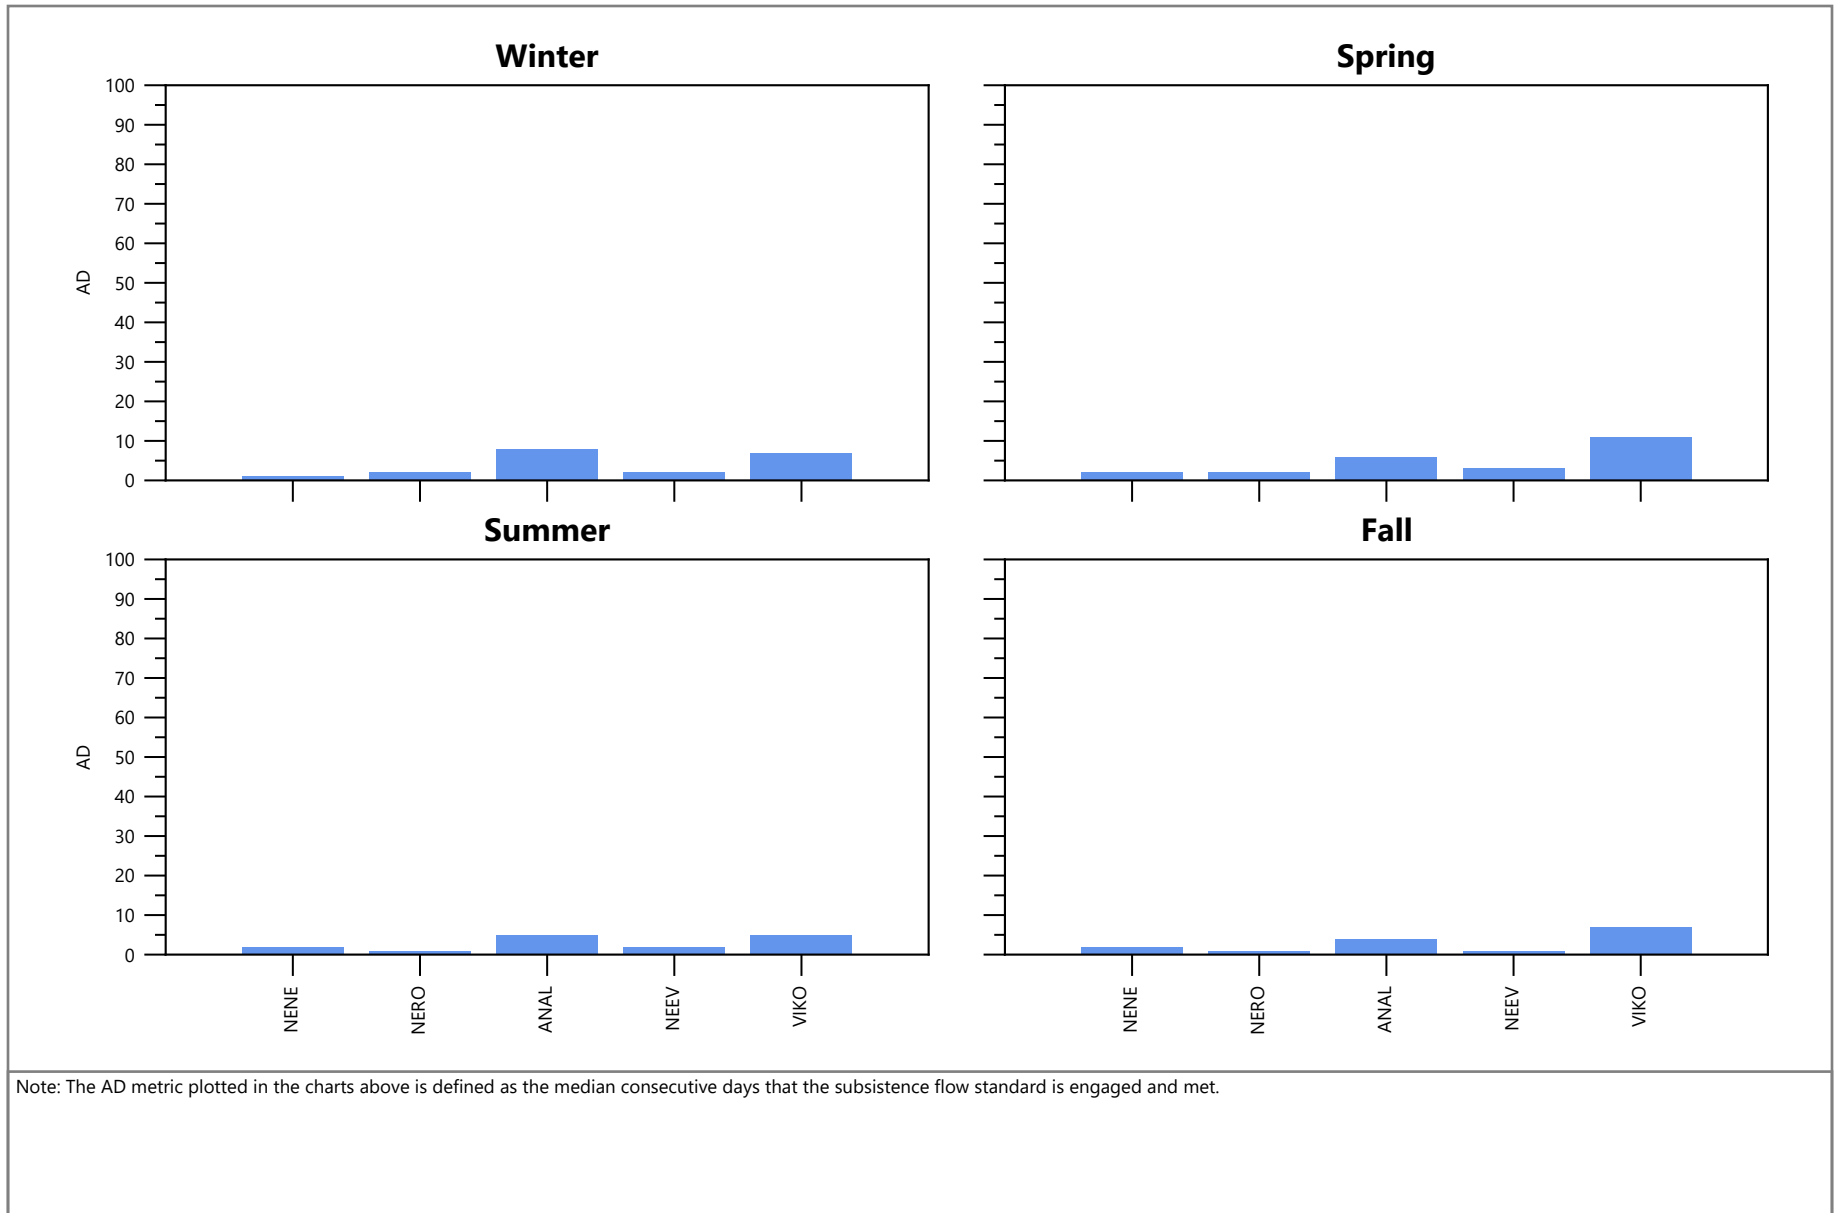 Winter
Spring
100
90
80
70
60
50
40
30
20
10
0
AD
Summer
Fall
100
90
80
70
60
50
40
30
20
10
0
AD
NENE
NERO
ANAL
NEEV
VIKO
NENE
NERO
ANAL
NEEV
VIKO
Note: The AD metric plotted in the charts above is defined as the median consecutive days that the subsistence flow standard is engaged and met.